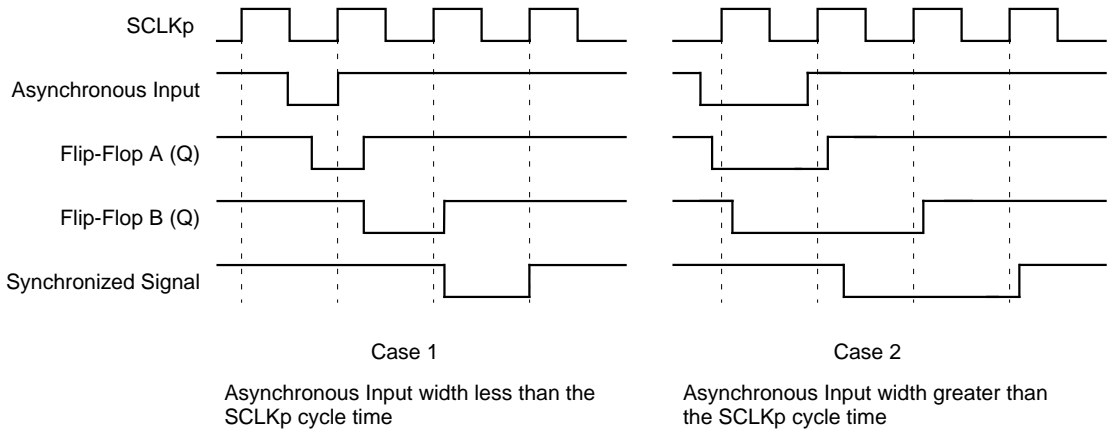 SCLKp
Asynchronous Input
Flip-Flop A (Q)
Flip-Flop B (Q)
Synchronized Signal
Case 1
Asynchronous Input width less than the
SCLKp cycle time
Case 2
Asynchronous Input width greater than
the SCLKp cycle time